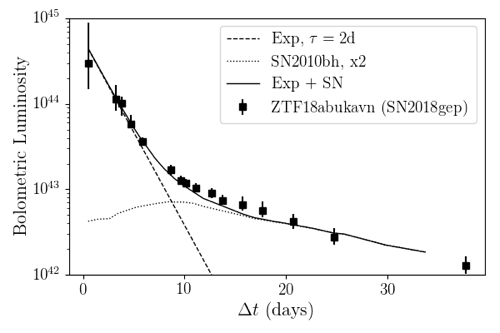 Exp, τ = 2d
SN2010bh, x2
Exp + SN
ZTF18abukavn (SN2018gep)
Bolometric Luminosity
10^45
10^44
10^43
10^42
0
10
20
30
Δt (days)